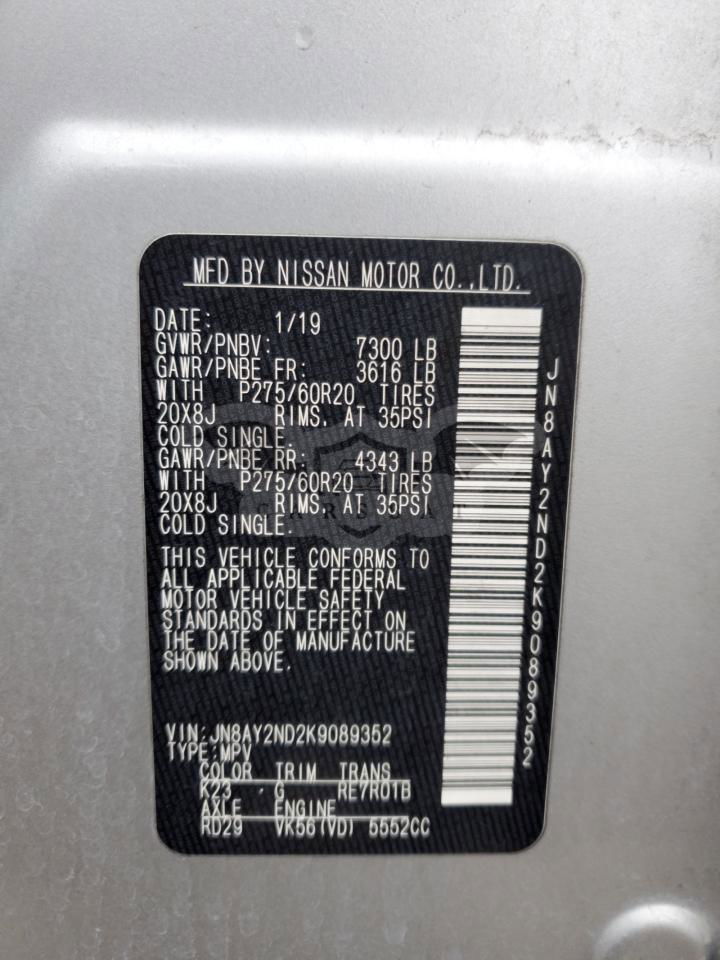 MFD BY NISSAN MOTOR CO.,LTD.
DATE: 1/19
GVWR/PNBV: 7300 LB
GAWR/PNBE FR: 3616 LB
WITH P275/60R20 TIRES
20X8J RIMS, AT 35PSI
COLD SINGLE.
GAWR/PNBE RR: 4343 LB
WITH P275/60R20 TIRES
20X8J RIMS, AT 35PSI
COLD SINGLE.
THIS VEHICLE CONFORMS TO
ALL APPLICABLE FEDERAL
MOTOR VEHICLE SAFETY
STANDARDS IN EFFECT ON
THE DATE OF MANUFACTURE
SHOWN ABOVE.
VIN:JN8AY2ND2K9089352
TYPE:MPV
COLOR TRIM TRANS
K23 G RE7R01B
AXLE ENGINE
RD29 VK56(VD) 5552CC
JN8AY2ND2K9089352